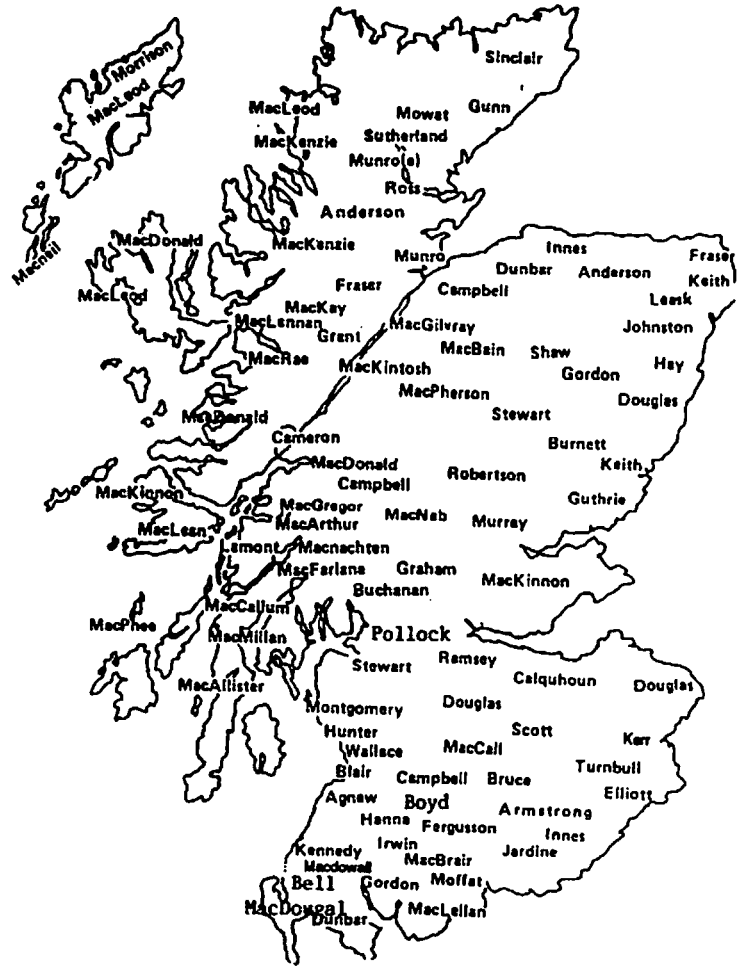 Sinclair
Morrison
MacLeod
MacLeod
Mowat
Gunn
Sutherland
MacKenzie
Munro(e)
Ross
Anderson
MacDonald
MacKenzie
Macneil
Munro
Innes
Fraser
Dunbar
Anderson
Keith
Fraser
Campbell
MacLeod
Leask
MacKay
MacLennan
MacGilvray
Johnston
Grant
MacBain
Shaw
MacRae
MacKintosh
Gordon
Hay
MacPherson
Douglas
MacDonald
Stewart
Cameron
Burnett
MacDonald
Keith
Robertson
Campbell
MacKinnon
Guthrie
MacGregor
MacNab
MacArthur
Murray
MacLean
Lamont
Macnachten
MacFarlane
Graham
MacKinnon
Buchanan
MacCallum
MacPhee
MacMillan
Pollock
Stewart
Ramsey
Calquhoun
MacAllister
Douglas
Montgomery
Douglas
Hunter
Scott
Kerr
Wallace
MacCall
Turnbull
Blair
Campbell
Bruce
Elliott
Agnew
Boyd
Armstrong
Hanna
Fergusson
Innes
Irwin
Kennedy
MacBrair
Jardine
Macdowall
Bell
Gordon
Moffat
MacDougal
Dunbar
MacLellan